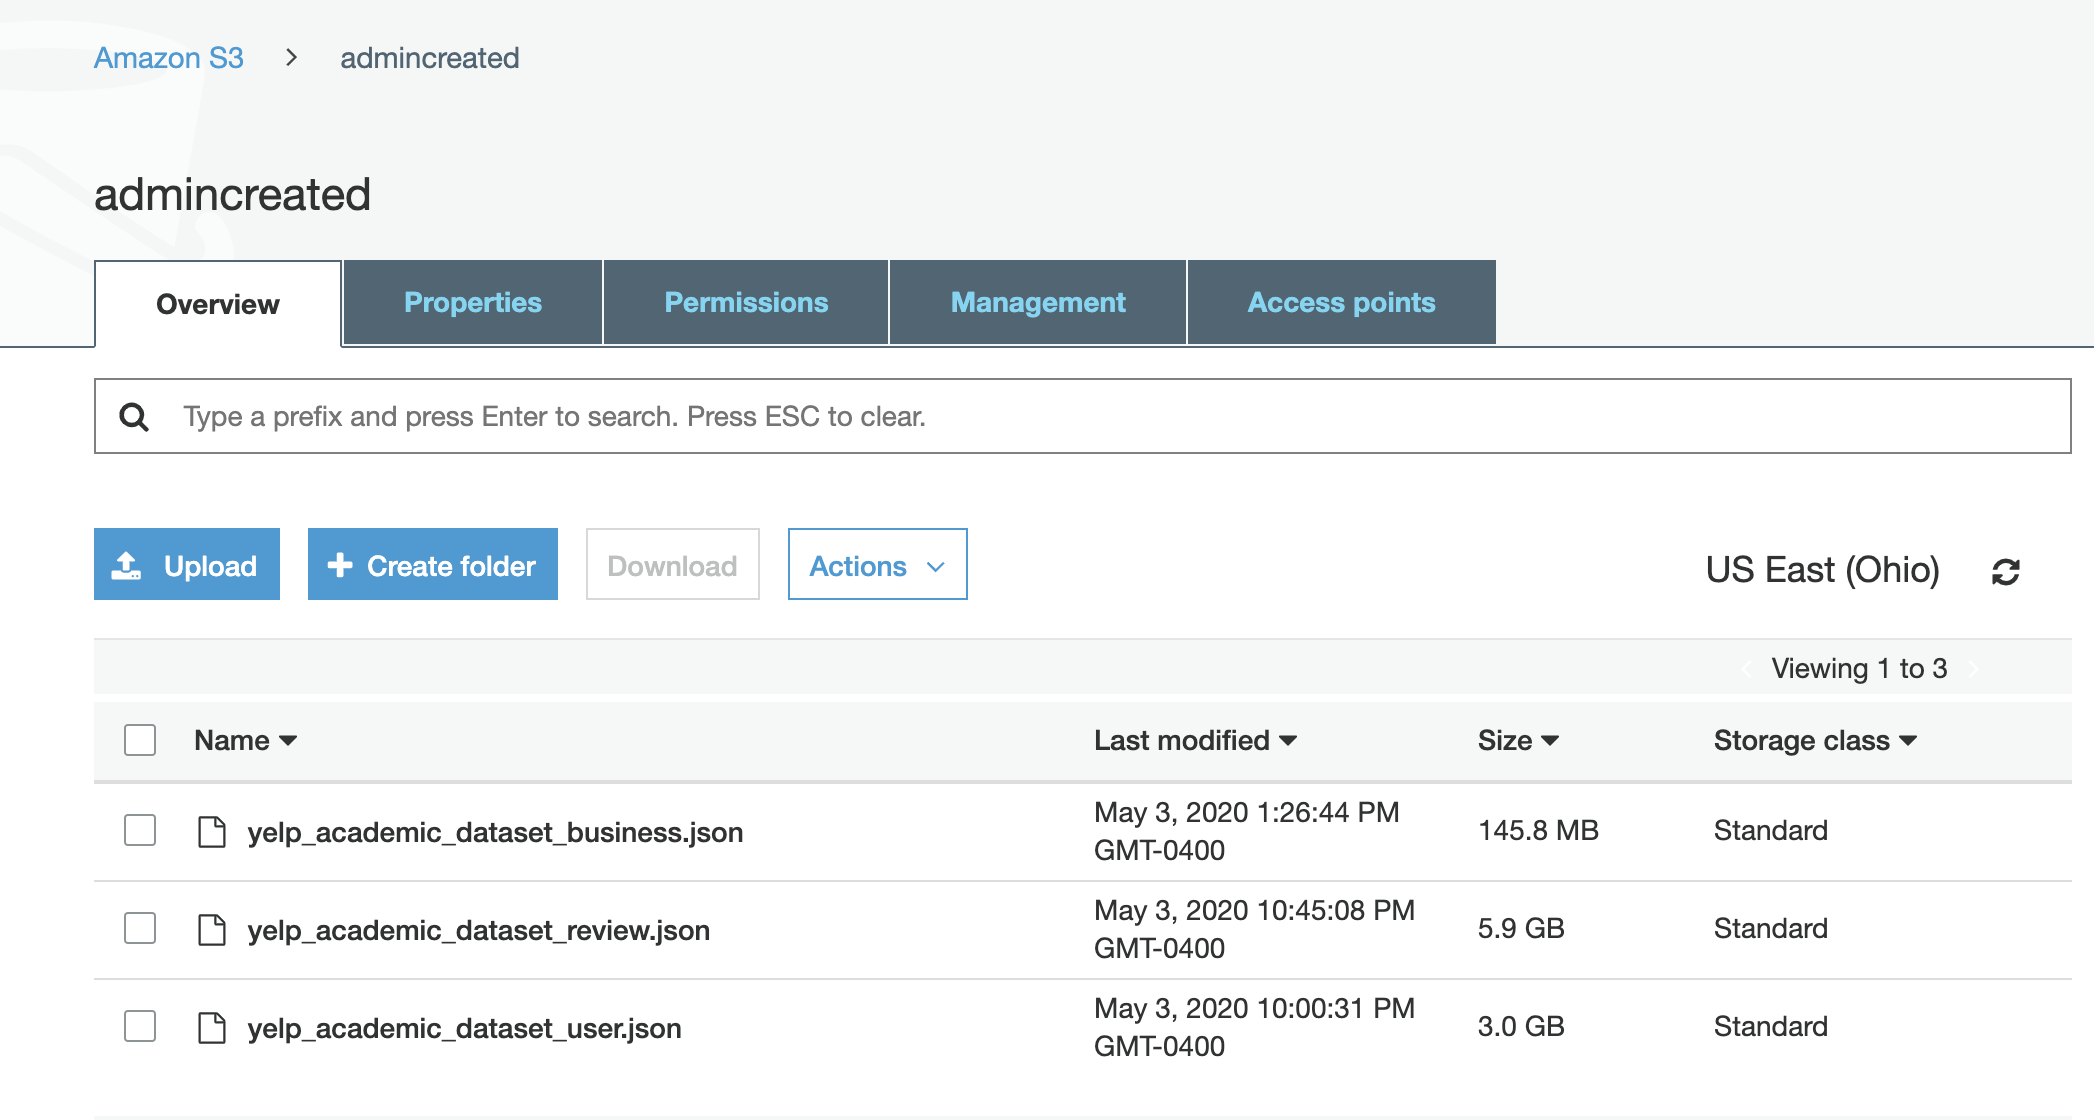 Amazon S3 > admincreated
admincreated
Overview Properties Permissions Management Access points
Type a prefix and press Enter to search. Press ESC to clear.
Upload Create folder Download Actions US East (Ohio)
Viewing 1 to 3
Name Last modified Size Storage class
yelp_academic_dataset_business.json May 3, 2020 1:26:44 PM 145.8 MB Standard
GMT-0400
yelp_academic_dataset_review.json May 3, 2020 10:45:08 PM 5.9 GB Standard
GMT-0400
yelp_academic_dataset_user.json May 3, 2020 10:00:31 PM 3.0 GB Standard
GMT-0400